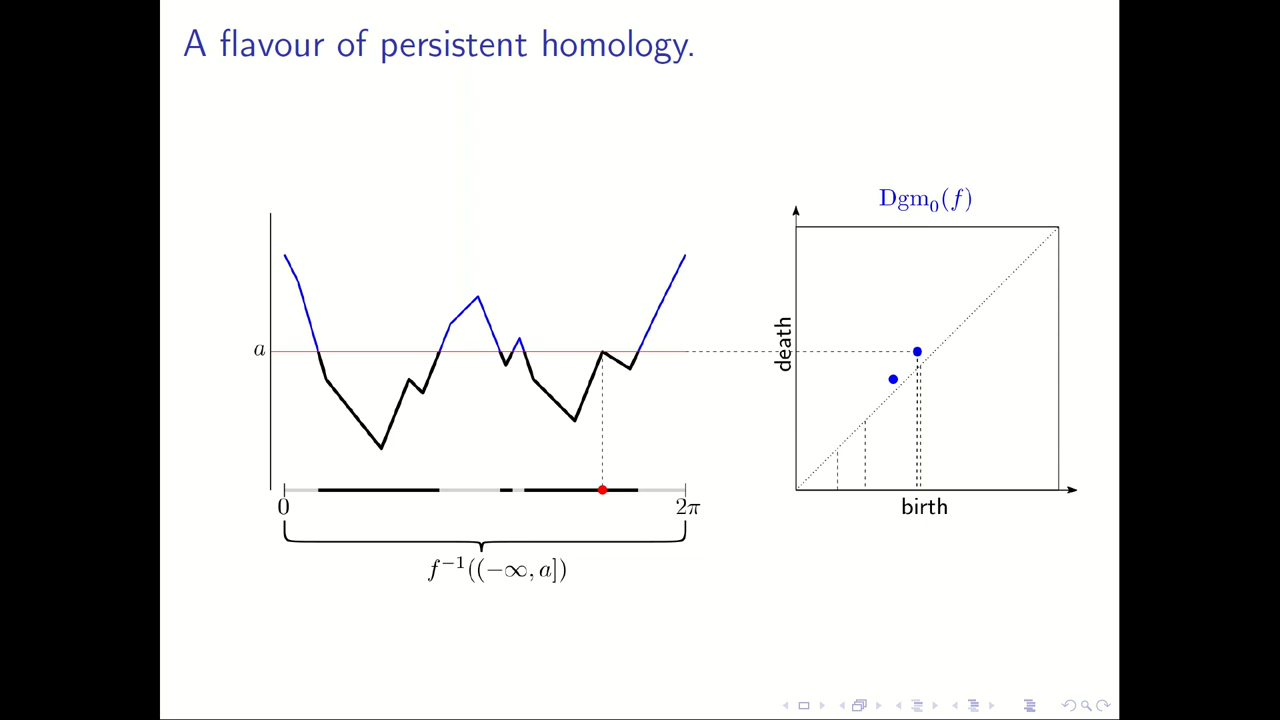 A flavour of persistent homology.
Dgm₀(f)
a
death
0
2π
birth
f⁻¹((−∞, a])